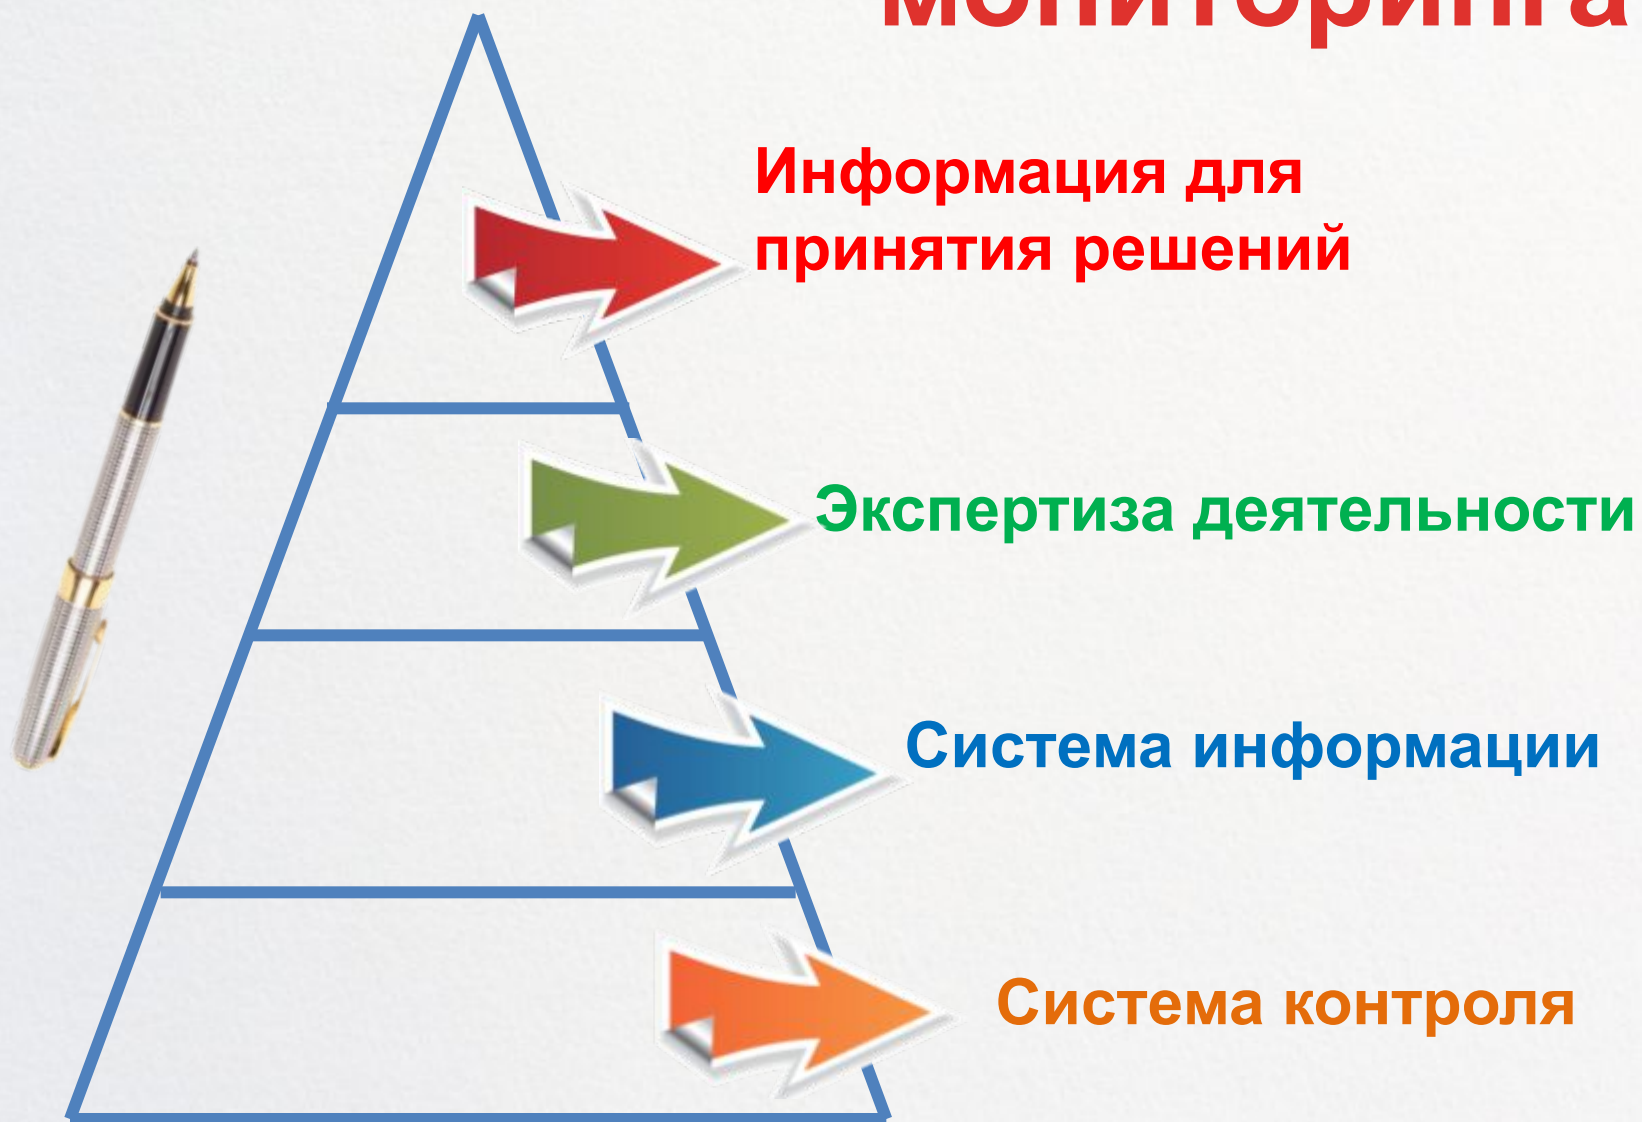 мониторинга
Информация для
принятия решений
Экспертиза деятельности
Система информации
Система контроля